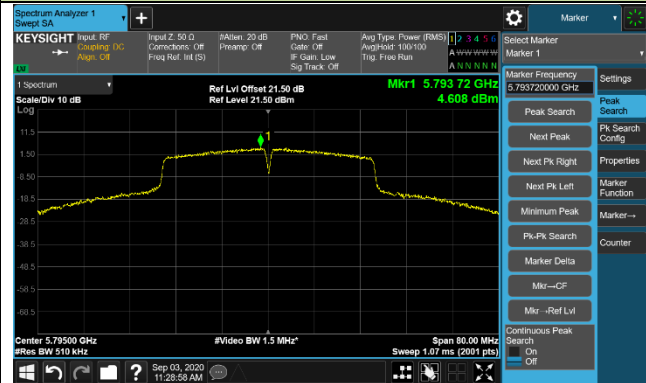 Spectrum Analyzer 1
Swept SA
Marker
KEYSIGHT
Input: RF
Coupling: DC
Align: Off
Input Z: 50 Ω
Corrections: Off
Freq Ref: Int (S)
#Atten: 20 dB
Preamp: Off
PNO: Fast
Gate: Off
IF Gain: Low
Sig Track: Off
Avg Type: Power (RMS)
Avg|Hold: 100/100
Trig: Free Run
1 2 3 4 5 6
A W W W W W
A N N N N N
LXI
Select Marker
Marker 1
1 Spectrum
Scale/Div 10 dB
Log
Ref Lvl Offset 21.50 dB
Ref Level 21.50 dBm
Mkr1 5.793 72 GHz
4.608 dBm
11.5
1.50
-8.50
-18.5
-28.5
-38.5
-48.5
-60.5
1
Center 5.79500 GHz
#Res BW 510 kHz
#Video BW 1.5 MHz*
Span 80.00 MHz
Sweep 1.07 ms (2001 pts)
Marker Frequency
5.793720000 GHz
Peak Search
Next Peak
Next Pk Right
Next Pk Left
Minimum Peak
Pk-Pk Search
Marker Delta
Mkr→CF
Mkr→Ref Lvl
Continuous Peak
Search
On
Off
Settings
Peak
Search
Pk Search
Config
Properties
Marker
Function
Marker→
Counter
Sep 03, 2020
11:28:58 AM